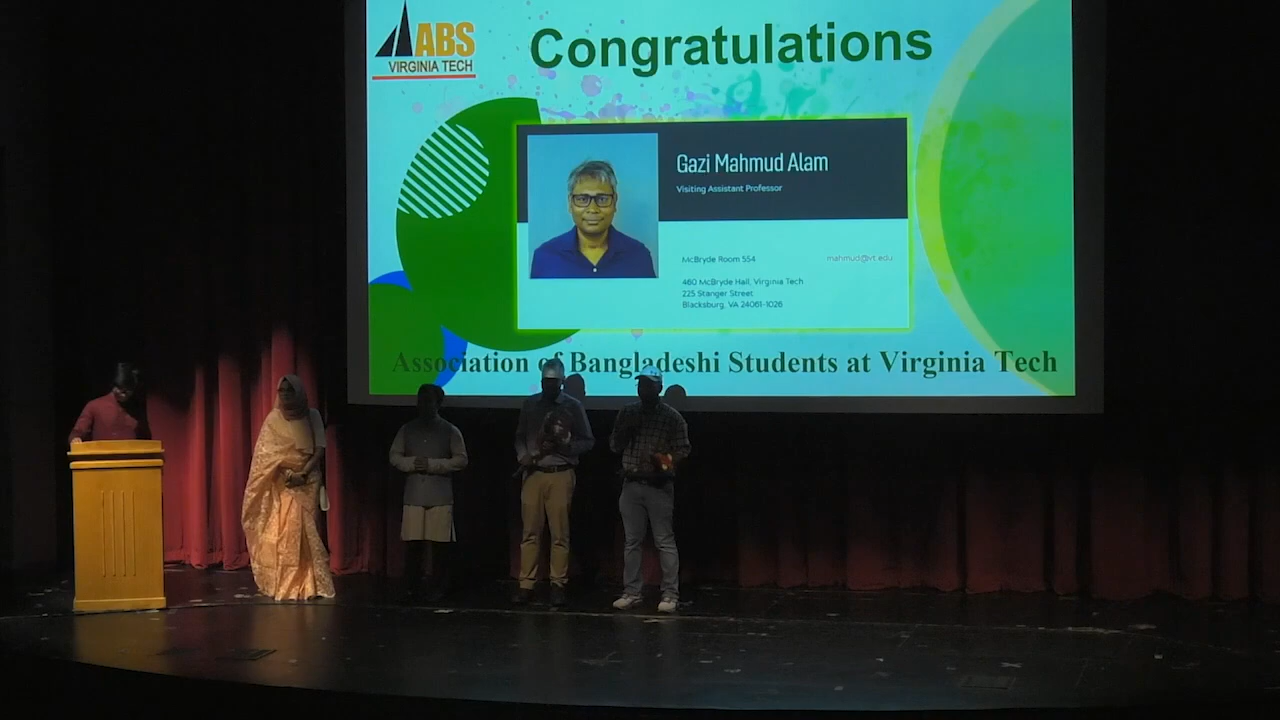 ABS
VIRGINIA TECH
Congratulations
Gazi Mahmud Alam
Visiting Assistant Professor
McBryde Room 554
mahmud@vt.edu
460 McBryde Hall, Virginia Tech
225 Stanger Street
Blacksburg, VA 24061-1026
Association of Bangladeshi Students at Virginia Tech